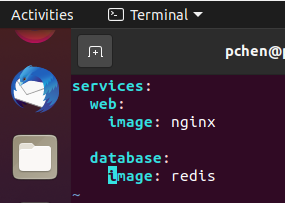 Activities Terminal
pchen@
services:
  web:
    image: nginx

  database:
    image: redis
~